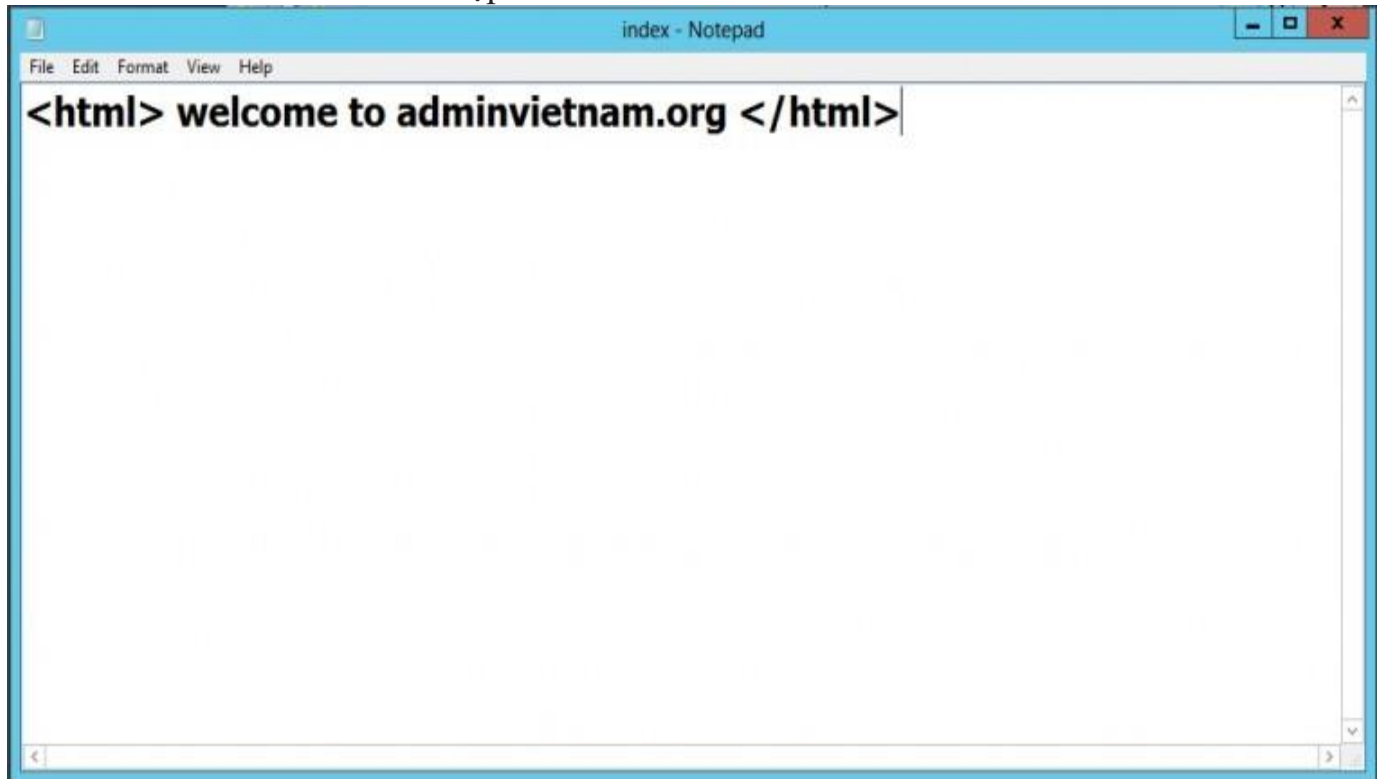 index - Notepad
File Edit Format View Help
<html> welcome to adminvietnam.org </html>